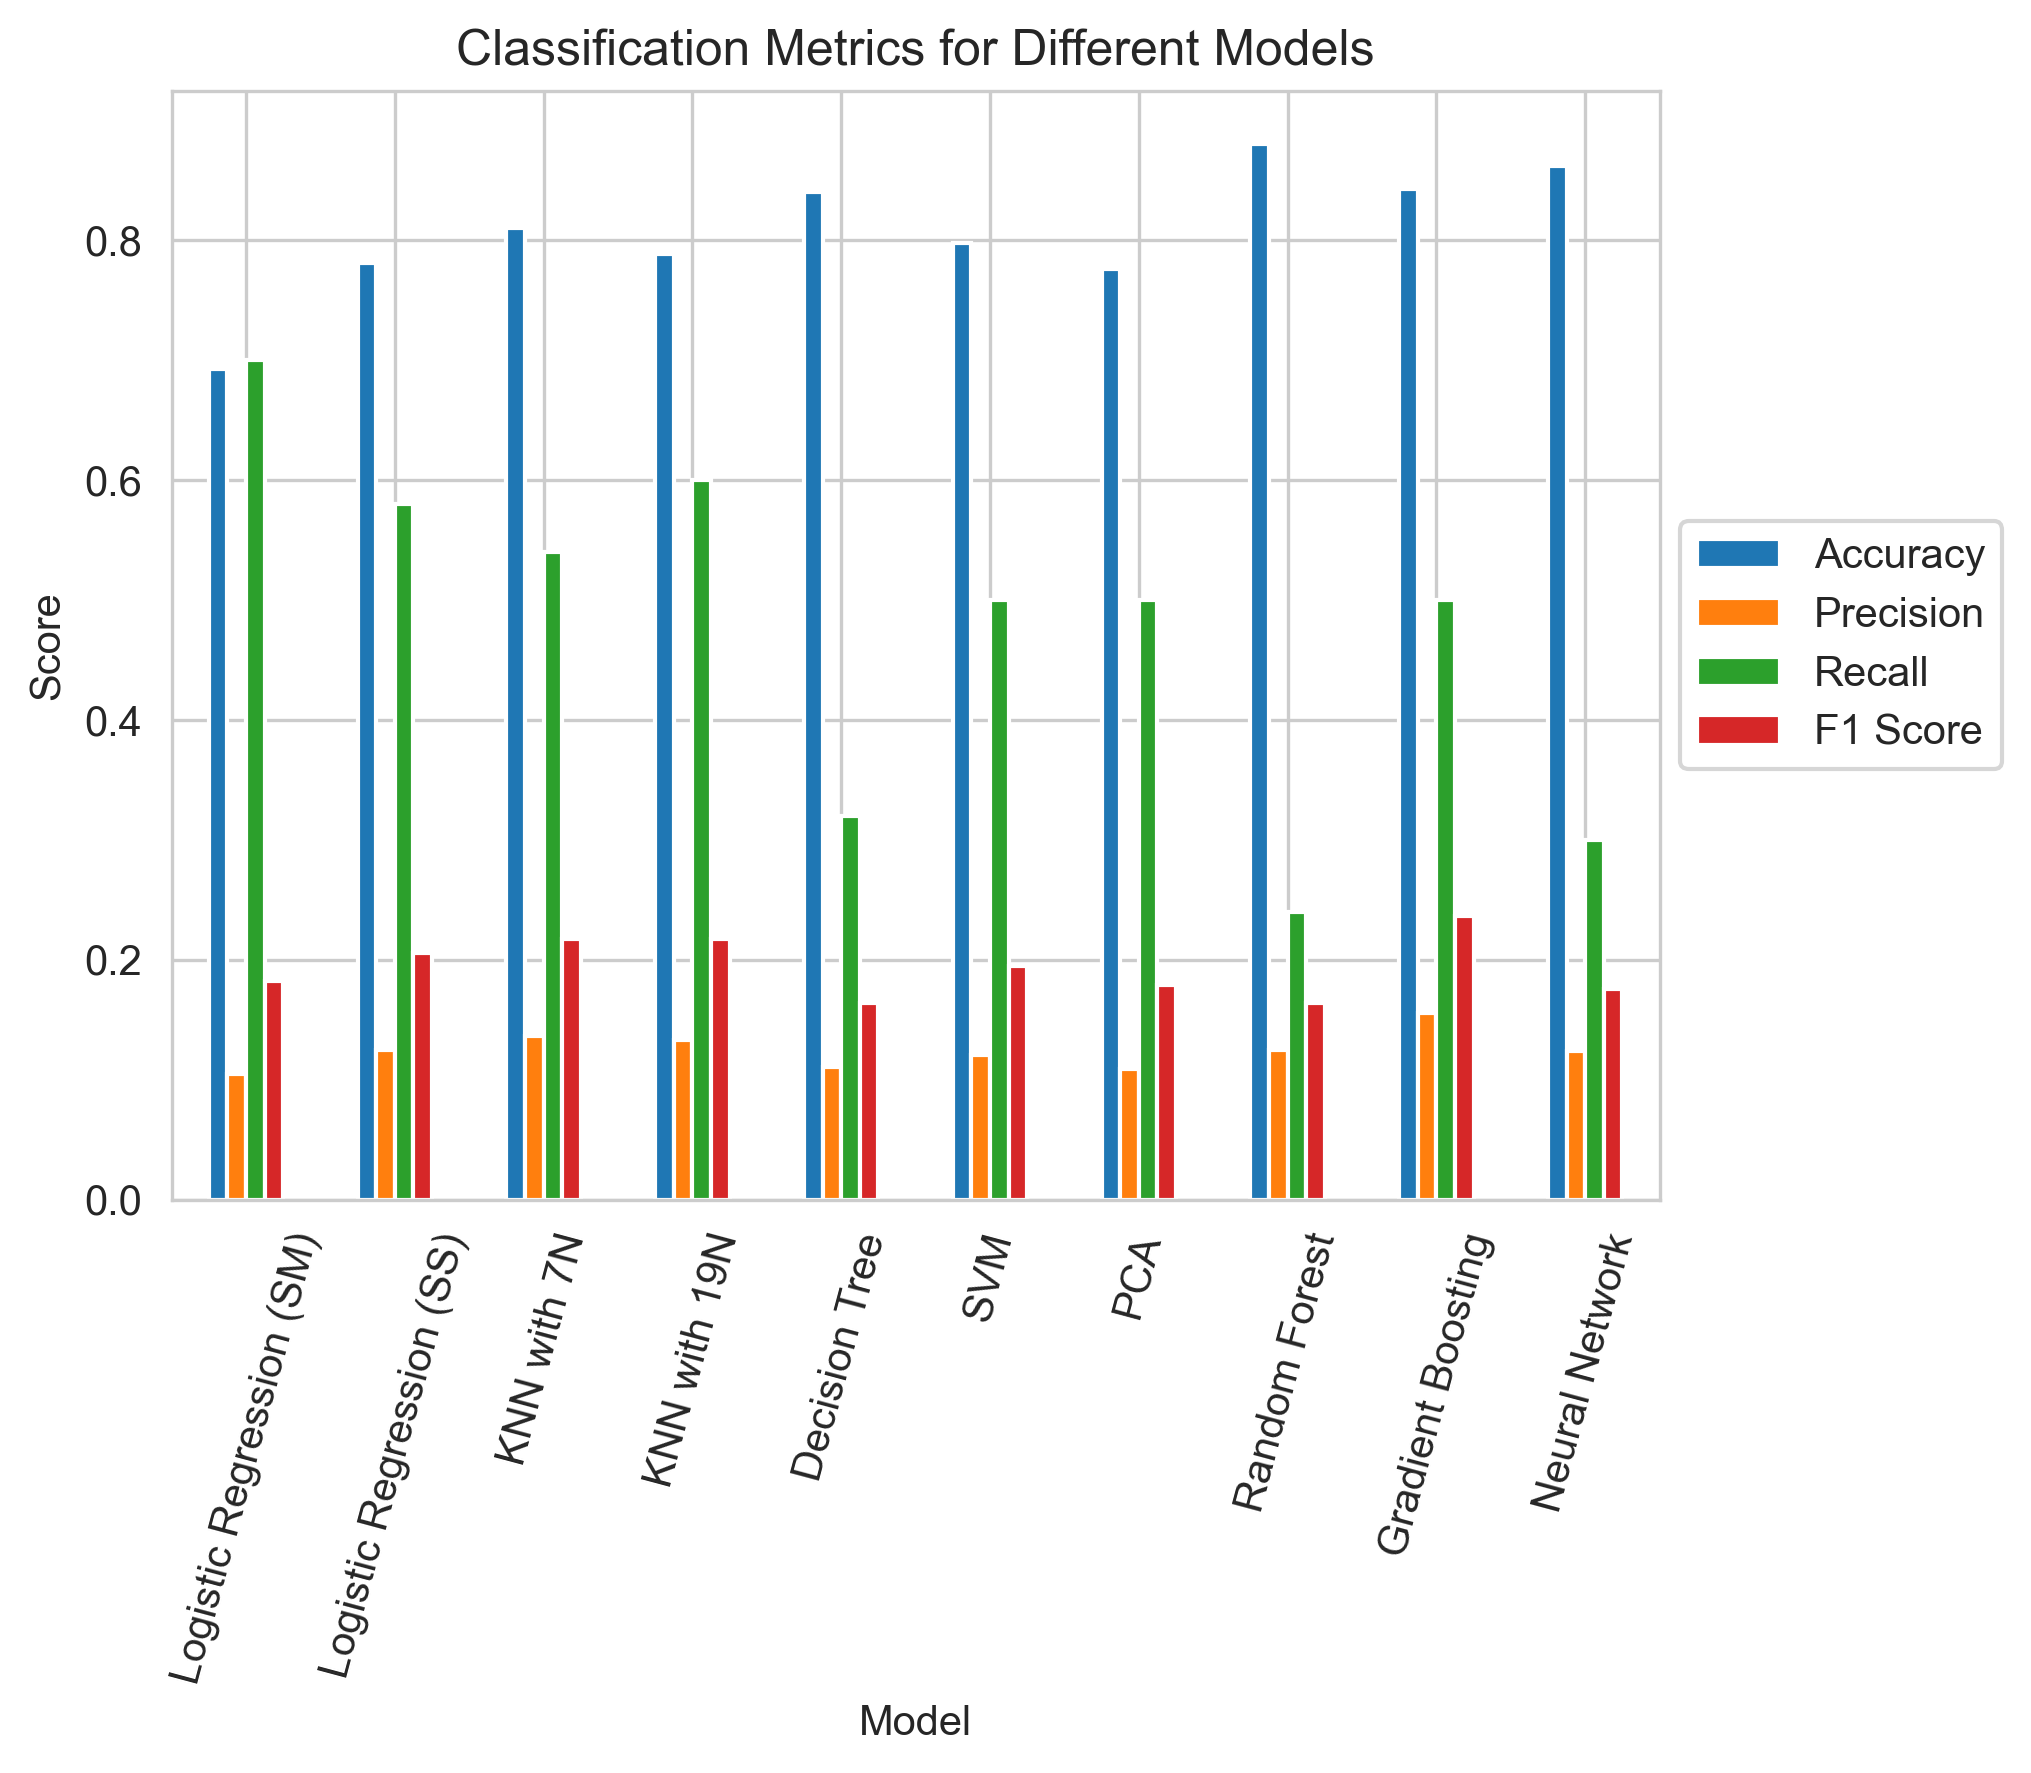 Classification Metrics for Different Models
Score
0.8
0.6
0.4
0.2
0.0
Accuracy
Precision
Recall
F1 Score
Logistic Regression (SM)
Logistic Regression (SS)
KNN with 7N
KNN with 19N
Decision Tree
SVM
PCA
Random Forest
Gradient Boosting
Neural Network
Model